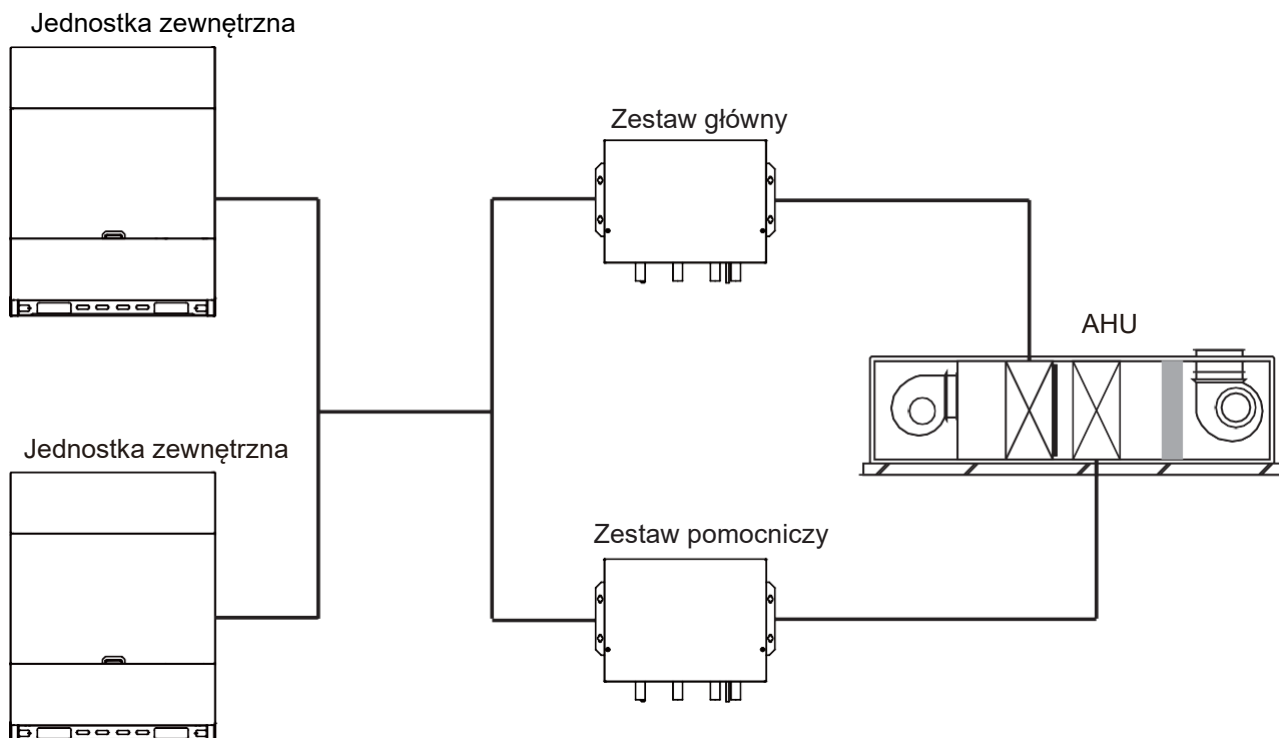 Jednostka zewnętrzna
Zestaw główny
AHU
Jednostka zewnętrzna
Zestaw pomocniczy